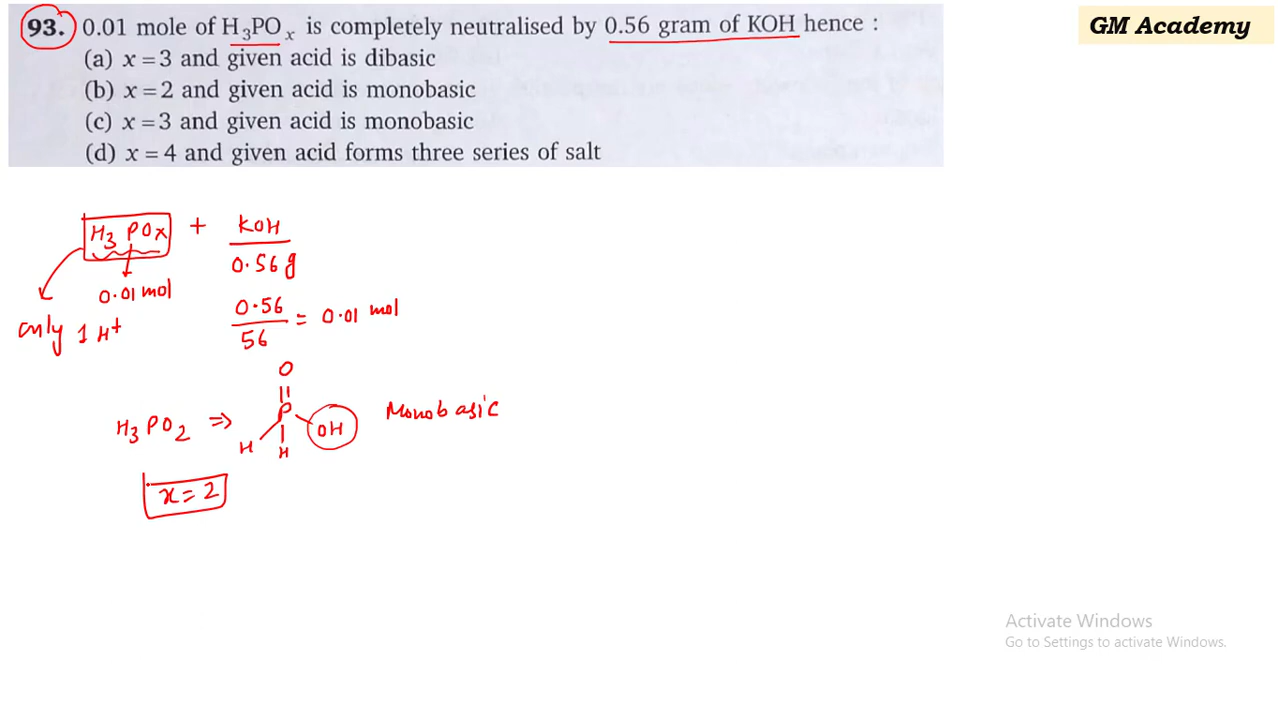 GM Academy
93. 0.01 mole of H₃POₓ is completely neutralised by 0.56 gram of KOH hence :
(a) x = 3 and given acid is dibasic
(b) x = 2 and given acid is monobasic
(c) x = 3 and given acid is monobasic
(d) x = 4 and given acid forms three series of salt
H₃ POx + KOH
0.56 g
0.01 mol
only 1 H⁺
0.56 / 56 = 0.01 mol
O
||
H₃PO₂ ⇒ P OH Monobasic
H H
x = 2
Activate Windows
Go to Settings to activate Windows.